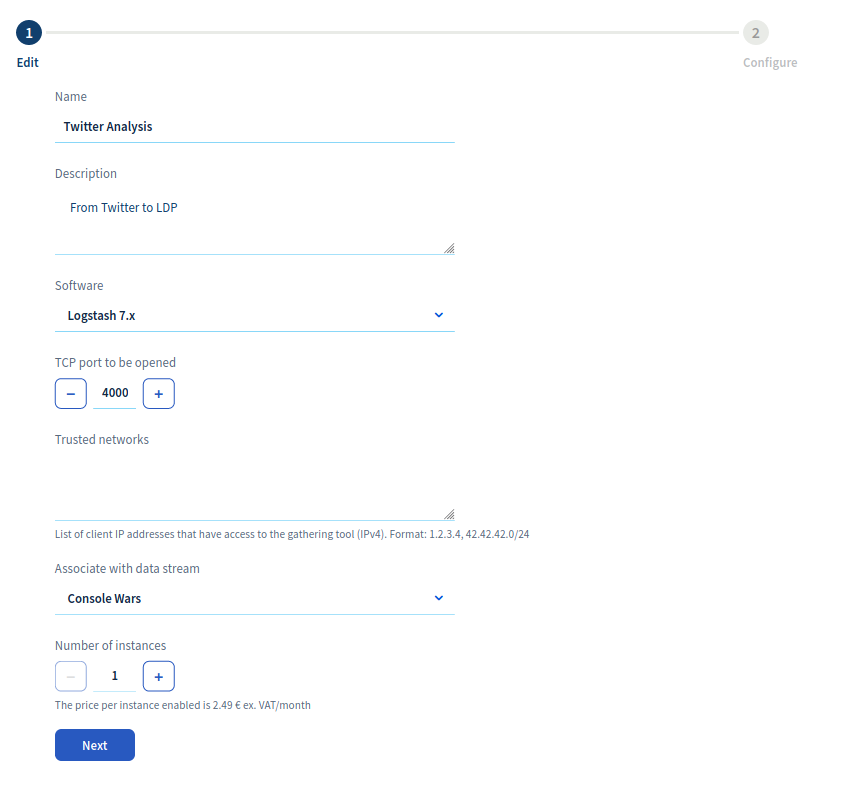 1
2
Edit
Configure
Name
Twitter Analysis
Description
From Twitter to LDP
Software
Logstash 7.x
TCP port to be opened
− 4000 +
Trusted networks
List of client IP addresses that have access to the gathering tool (IPv4). Format: 1.2.3.4, 42.42.42.0/24
Associate with data stream
Console Wars
Number of instances
− 1 +
The price per instance enabled is 2.49 € ex. VAT/month
Next